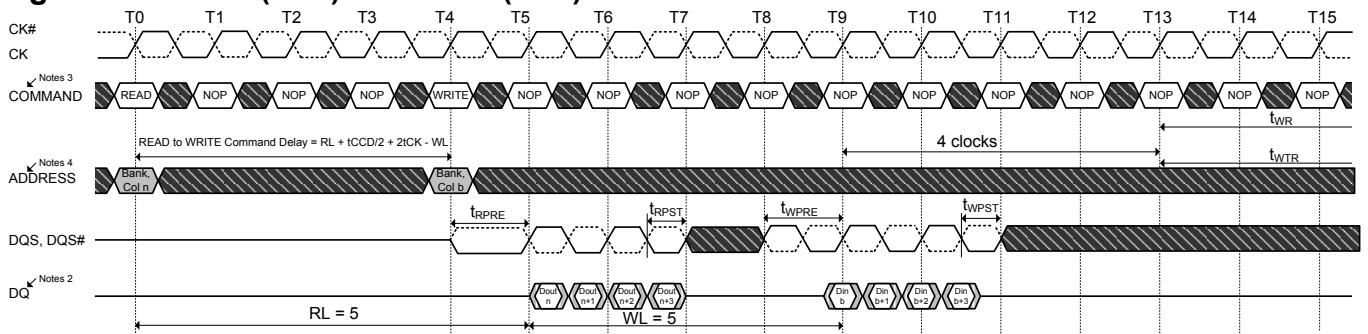 T0 T1 T2 T3 T4 T5 T6 T7 T8 T9 T10 T11 T12 T13 T14 T15
CK#
CK
Notes 3
COMMAND READ NOP NOP NOP WRITE NOP NOP NOP NOP NOP NOP NOP NOP NOP NOP NOP
READ to WRITE Command Delay = RL + tCCD/2 + 2tCK - WL
4 clocks
tWR
tWTR
Notes 4
ADDRESS
Bank,
Col n
Bank,
Col b
tRPRE tRPST tWPRE tWPST
DQS, DQS#
Notes 2
DQ
Dout
n
Dout
n+1
Dout
n+2
Dout
n+3
Din
b
Din
b+1
Din
b+2
Din
b+3
RL = 5 WL = 5